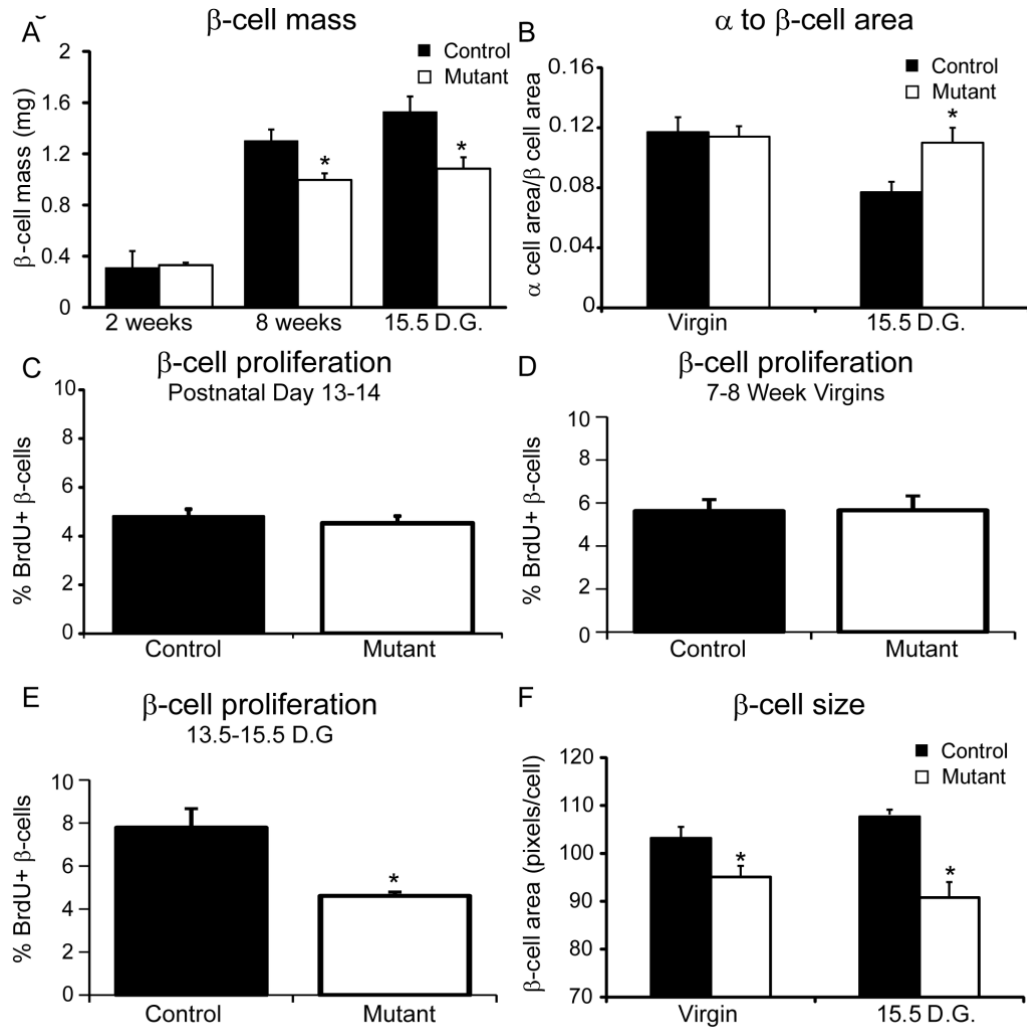 A
β-cell mass
Control
Mutant
β-cell mass (mg)
2
1.6
1.2
0.8
0.4
0
*
*
2 weeks
8 weeks
15.5 D.G.
B
α to β-cell area
Control
Mutant
α cell area/β cell area
0.16
0.12
0.08
0.04
0
*
Virgin
15.5 D.G.
C
β-cell proliferation
Postnatal Day 13-14
% BrdU+ β-cells
10
8
6
4
2
0
Control
Mutant
D
β-cell proliferation
7-8 Week Virgins
% BrdU+ β-cells
10
8
6
4
2
0
Control
Mutant
E
β-cell proliferation
13.5-15.5 D.G
% BrdU+ β-cells
10
8
6
4
2
0
*
Control
Mutant
F
β-cell size
Control
Mutant
β-cell area (pixels/cell)
120
110
100
90
80
70
*
*
Virgin
15.5 D.G.